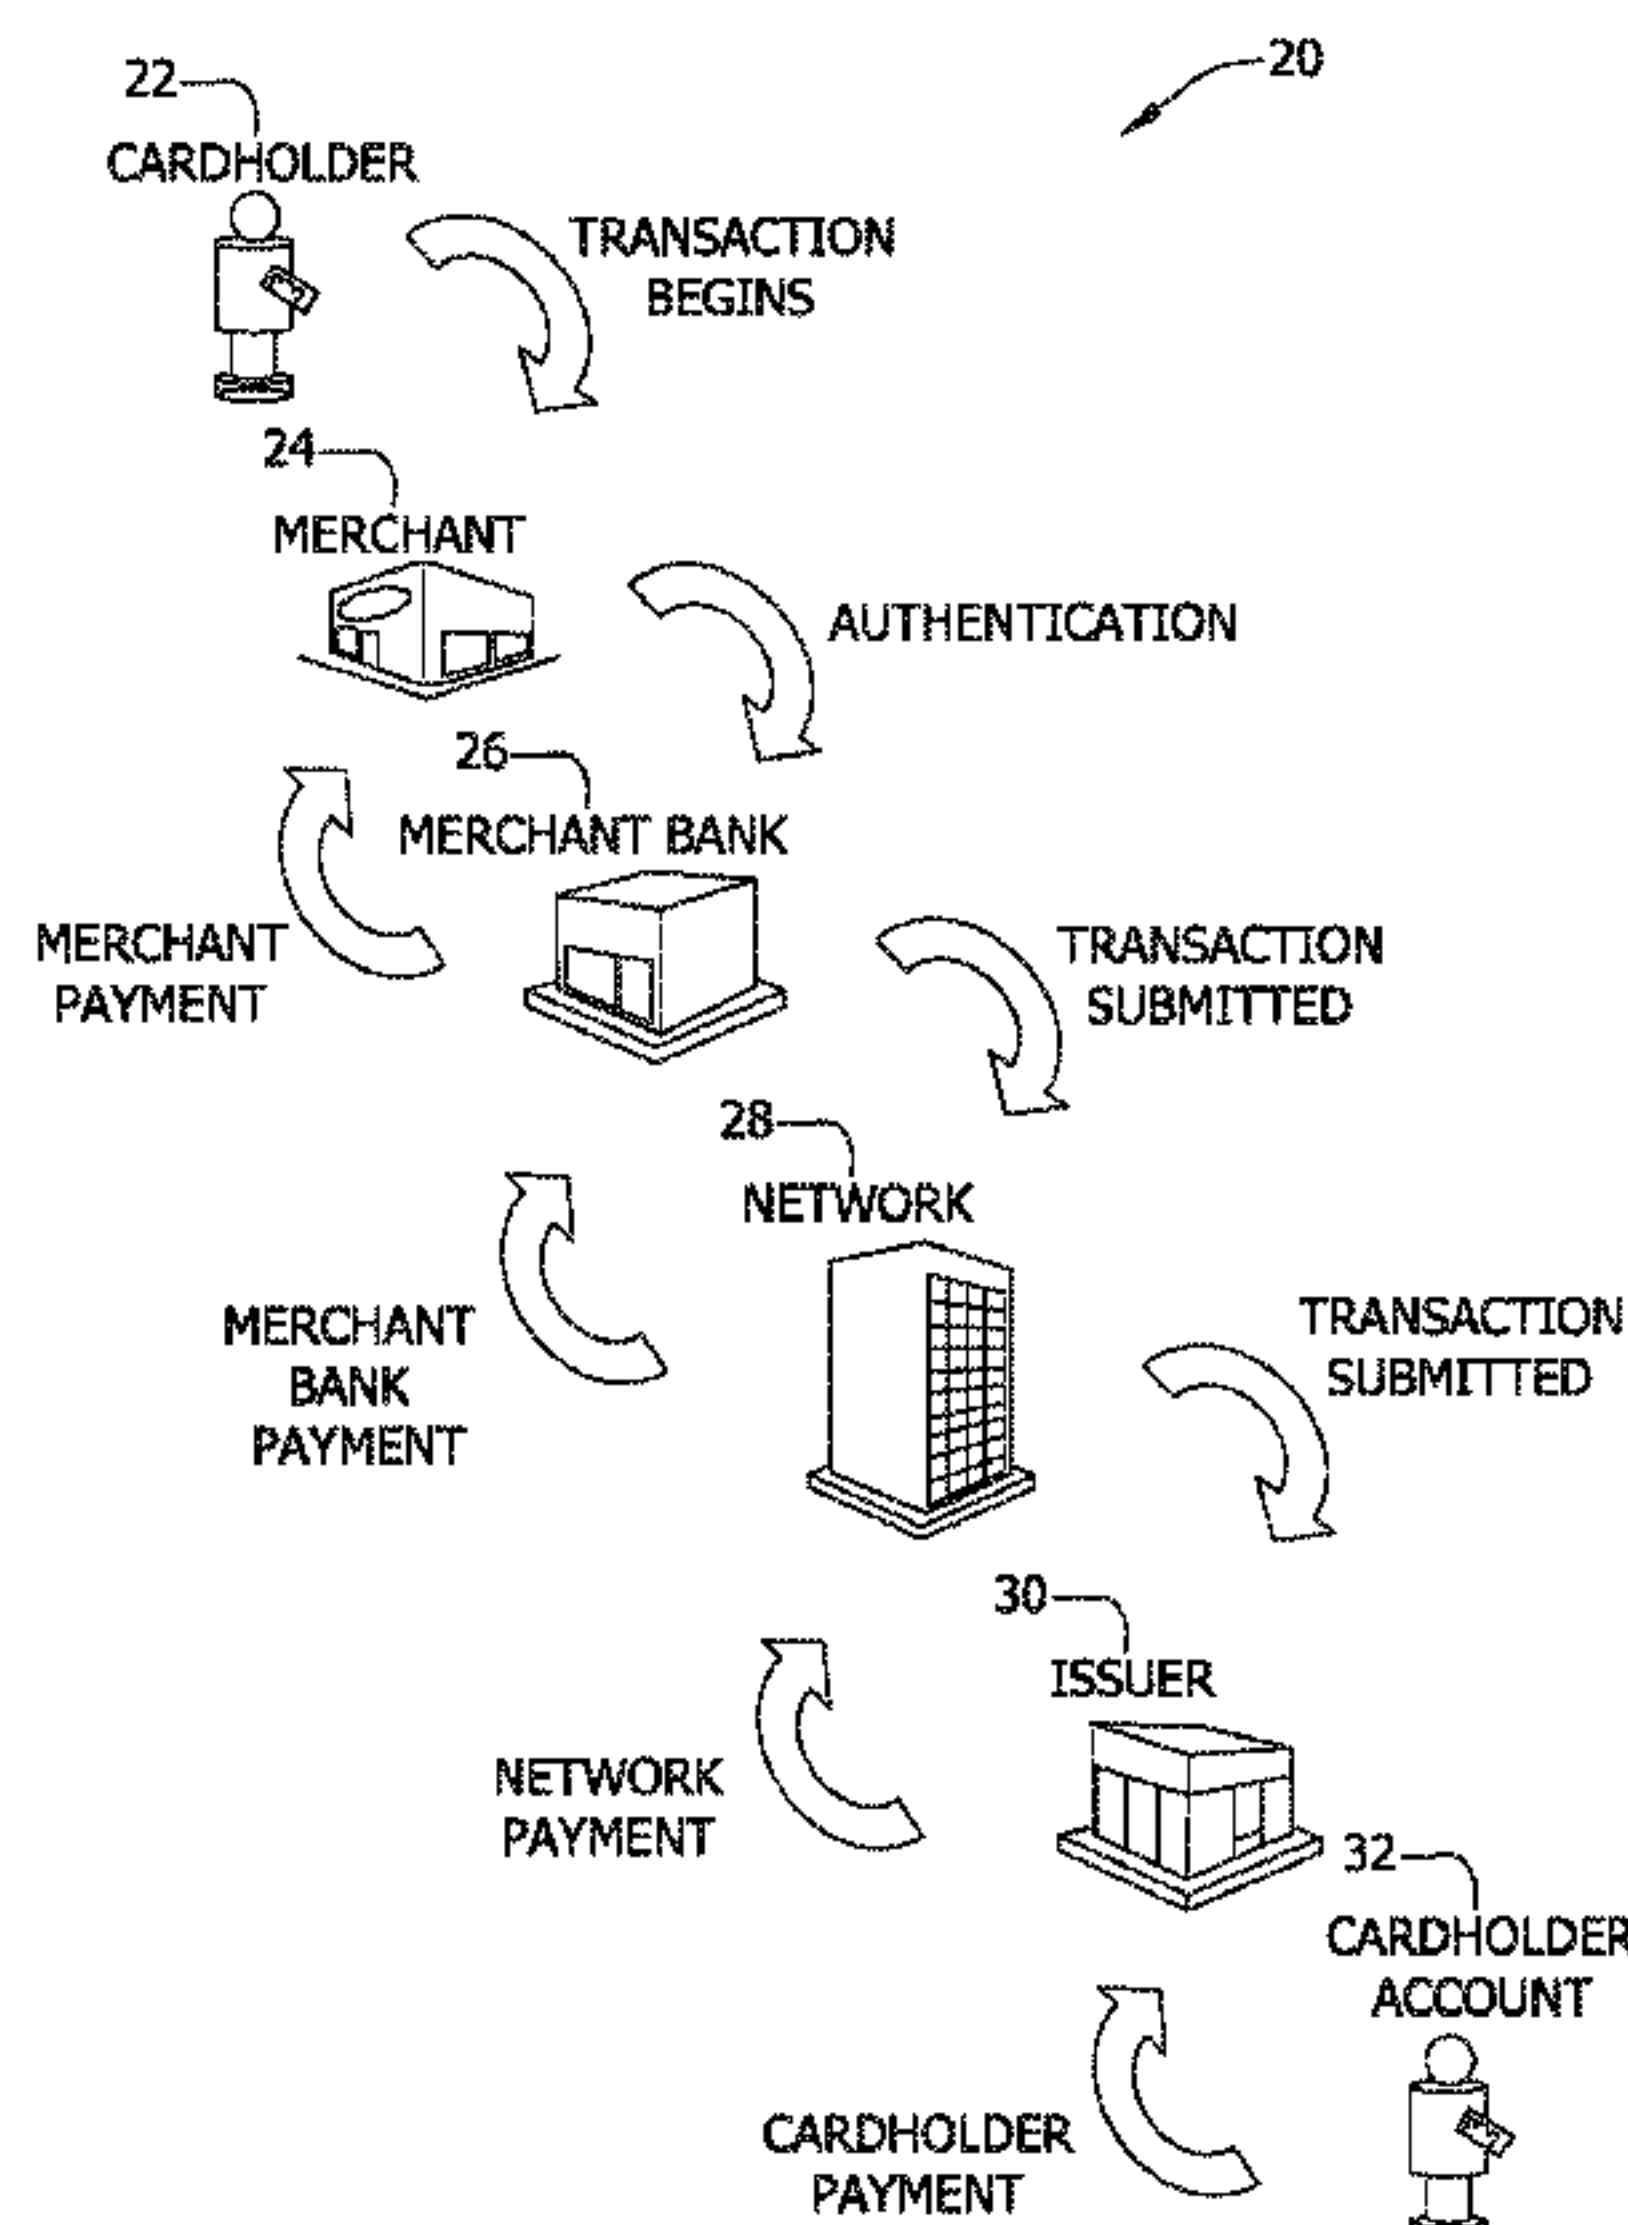 20
22
CARDHOLDER
TRANSACTION
BEGINS
24
MERCHANT
AUTHENTICATION
26
MERCHANT BANK
MERCHANT
PAYMENT
TRANSACTION
SUBMITTED
28
NETWORK
MERCHANT
BANK
PAYMENT
TRANSACTION
SUBMITTED
30
ISSUER
NETWORK
PAYMENT
32
CARDHOLDER
ACCOUNT
CARDHOLDER
PAYMENT